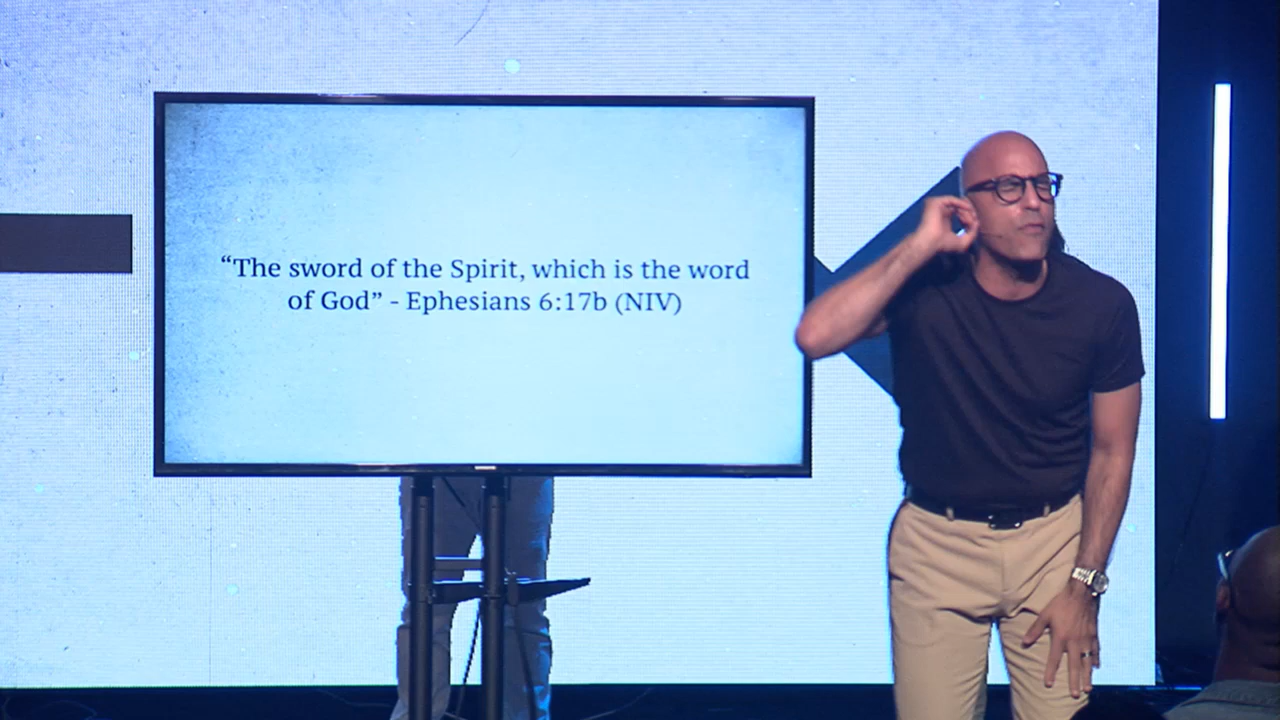 “The sword of the Spirit, which is the word
of God” - Ephesians 6:17b (NIV)